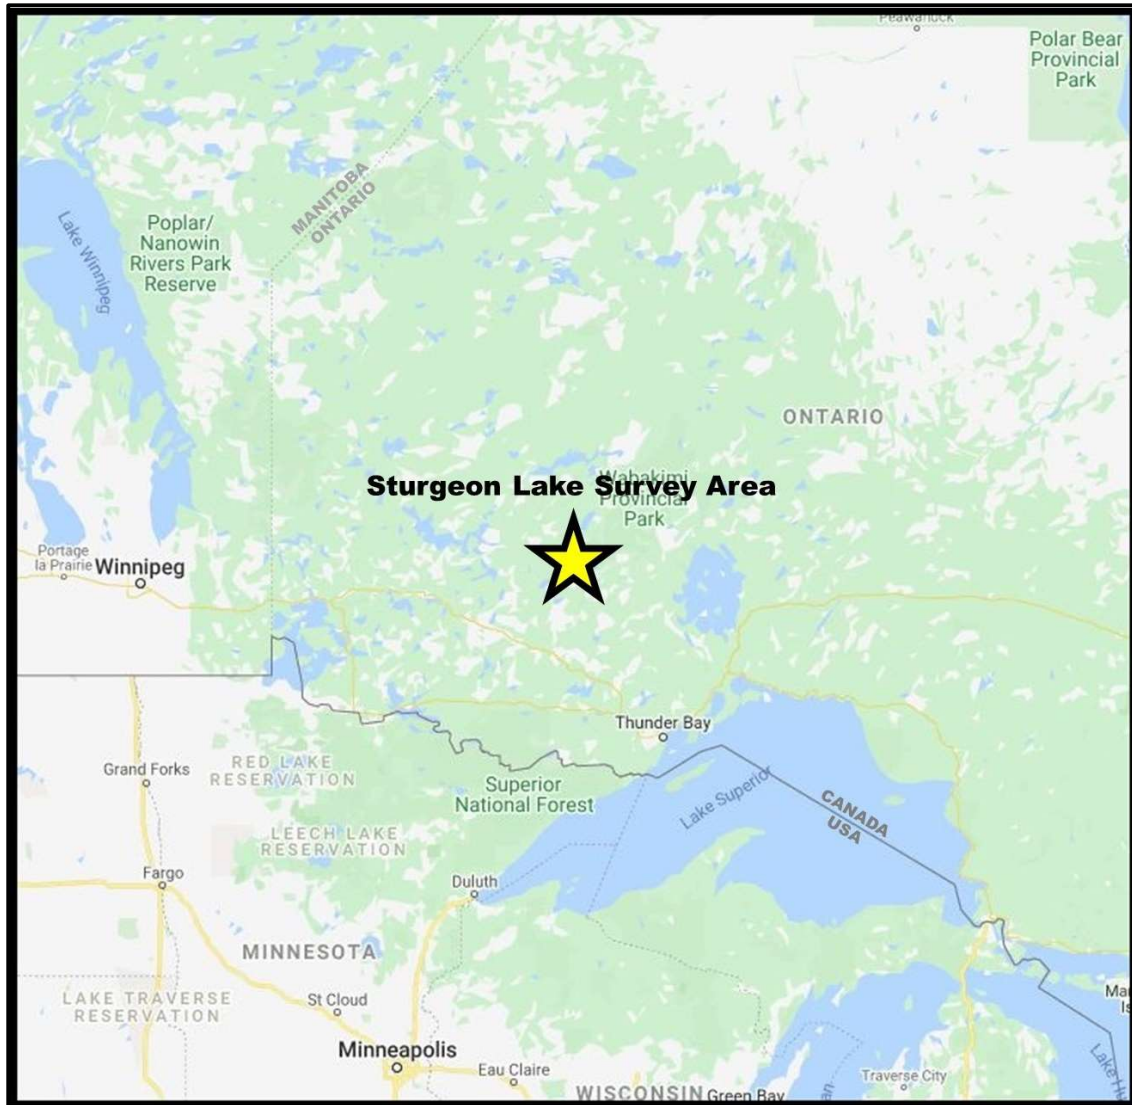 Peawanuck
Polar Bear
Provincial
Park
MANITOBA
ONTARIO
Lake Winnipeg
Poplar/
Nanowin
Rivers Park
Reserve
ONTARIO
Sturgeon Lake Survey Area
Wabakimi
Provincial
Park
Portage
la Prairie
Winnipeg
Thunder Bay
Grand Forks
RED LAKE
RESERVATION
Superior
National Forest
Lake Superior
CANADA
USA
LEECH LAKE
RESERVATION
Fargo
Duluth
MINNESOTA
LAKE TRAVERSE
RESERVATION
St Cloud
Minneapolis
Eau Claire
WISCONSIN
Green Bay
Traverse City